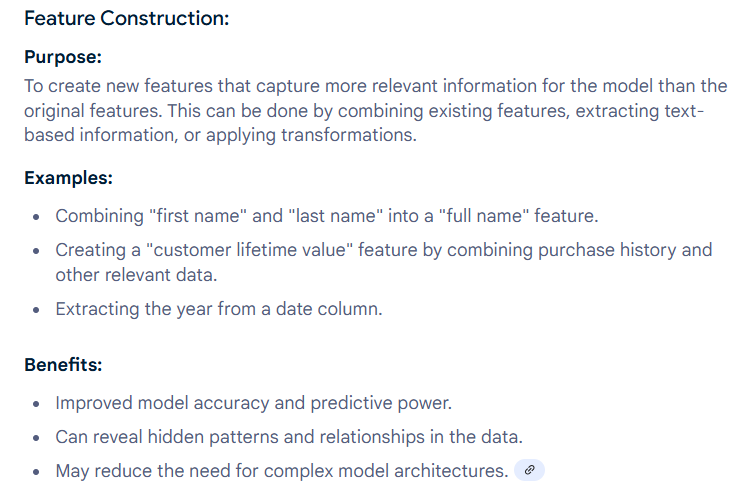 Feature Construction:
Purpose:
To create new features that capture more relevant information for the model than the
original features. This can be done by combining existing features, extracting text-
based information, or applying transformations.
Examples:
• Combining "first name" and "last name" into a "full name" feature.
• Creating a "customer lifetime value" feature by combining purchase history and
other relevant data.
• Extracting the year from a date column.
Benefits:
• Improved model accuracy and predictive power.
• Can reveal hidden patterns and relationships in the data.
• May reduce the need for complex model architectures.